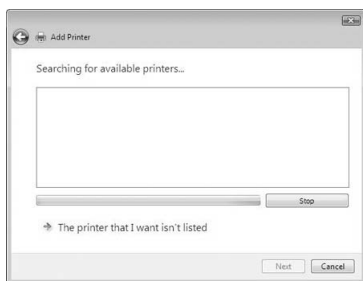 Add Printer
Searching for available printers...
Stop
The printer that I want isn't listed
Next Cancel